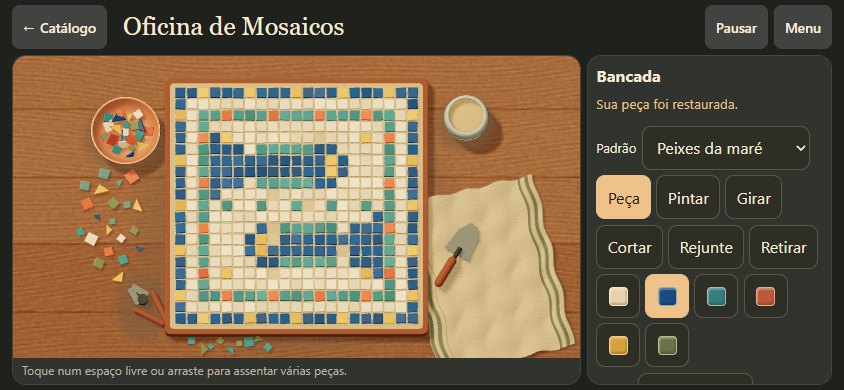 ← Catálogo
Oficina de Mosaicos
Pausar
Menu
Bancada
Sua peça foi restaurada.
Padrão
Peixes da maré
Peça
Pintar
Girar
Cortar
Rejunte
Retirar
Toque num espaço livre ou arraste para assentar várias peças.